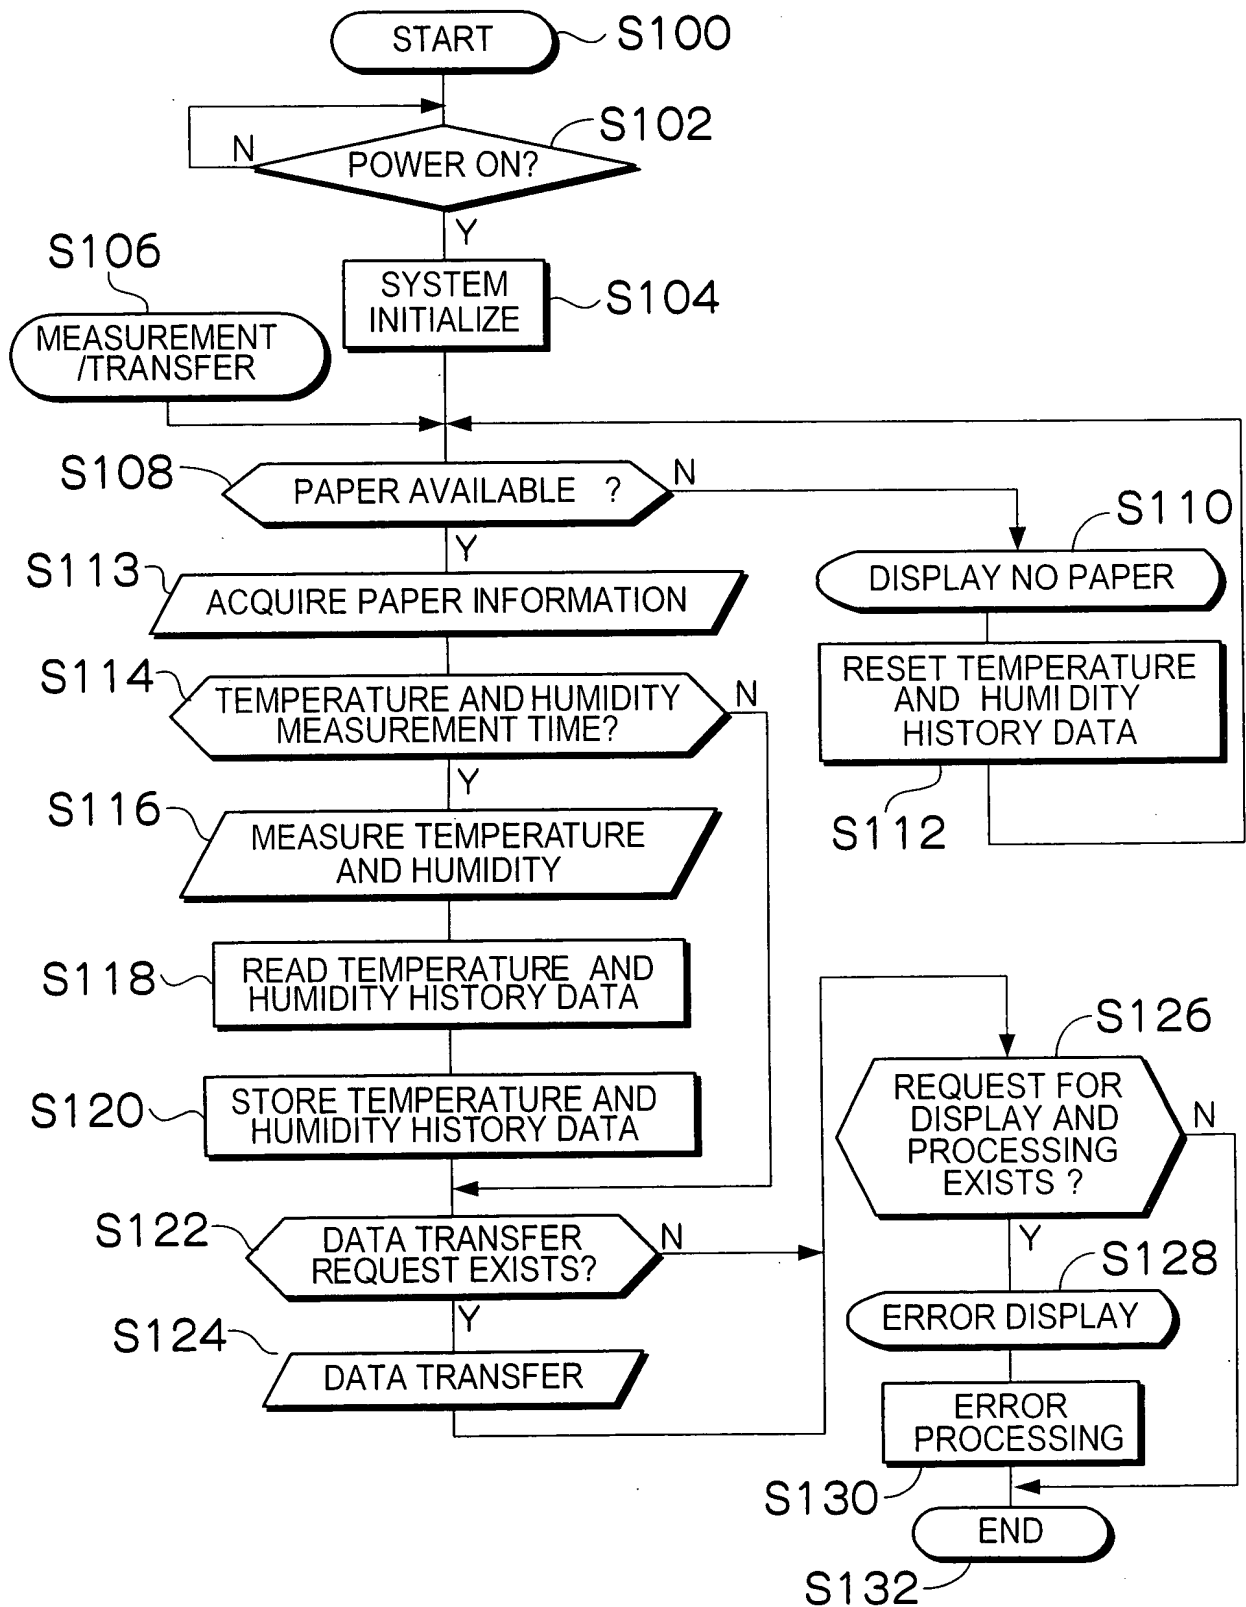 START
S100
N
POWER ON?
S102
Y
S106
SYSTEM
INITIALIZE
S104
MEASUREMENT
/TRANSFER
S108
PAPER AVAILABLE ?
N
Y
S110
DISPLAY NO PAPER
S113
ACQUIRE PAPER INFORMATION
RESET TEMPERATURE
AND HUMIDITY
HISTORY DATA
S112
S114
TEMPERATURE AND HUMIDITY
MEASUREMENT TIME?
N
Y
S116
MEASURE TEMPERATURE
AND HUMIDITY
S118
READ TEMPERATURE AND
HUMIDITY HISTORY DATA
S120
STORE TEMPERATURE AND
HUMIDITY HISTORY DATA
S122
DATA TRANSFER
REQUEST EXISTS?
N
Y
S124
DATA TRANSFER
S126
REQUEST FOR
DISPLAY AND
PROCESSING
EXISTS ?
N
Y
S128
ERROR DISPLAY
ERROR
PROCESSING
S130
END
S132